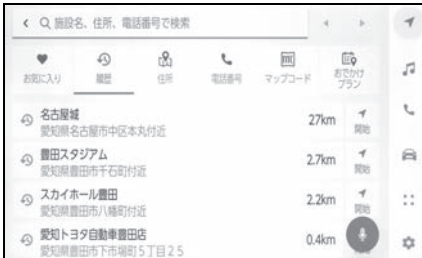 施設名、住所、電話番号で検索
お気に入り
履歴
住所
電話番号
マップコード
おでかけ
プラン
名古屋城
27km
愛知県名古屋市中区本丸付近
開始
豊田スタジアム
2.7km
愛知県豊田市千石町付近
開始
スカイホール豊田
2.2km
愛知県豊田市八幡町付近
開始
愛知トヨタ自動車豊田店
0.4km
愛知県豊田市下市場町5丁目25